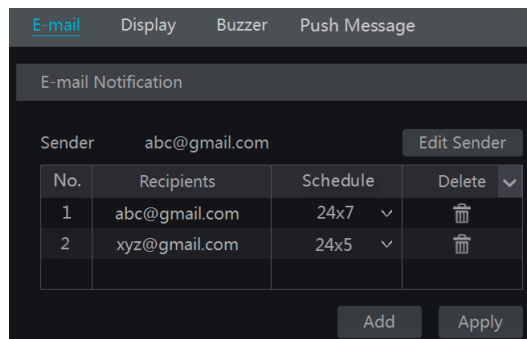 E-mail Display Buzzer Push Message
E-mail Notification
Sender abc@gmail.com Edit Sender
No. Recipients Schedule Delete
1 abc@gmail.com 24x7
2 xyz@gmail.com 24x5
Add Apply